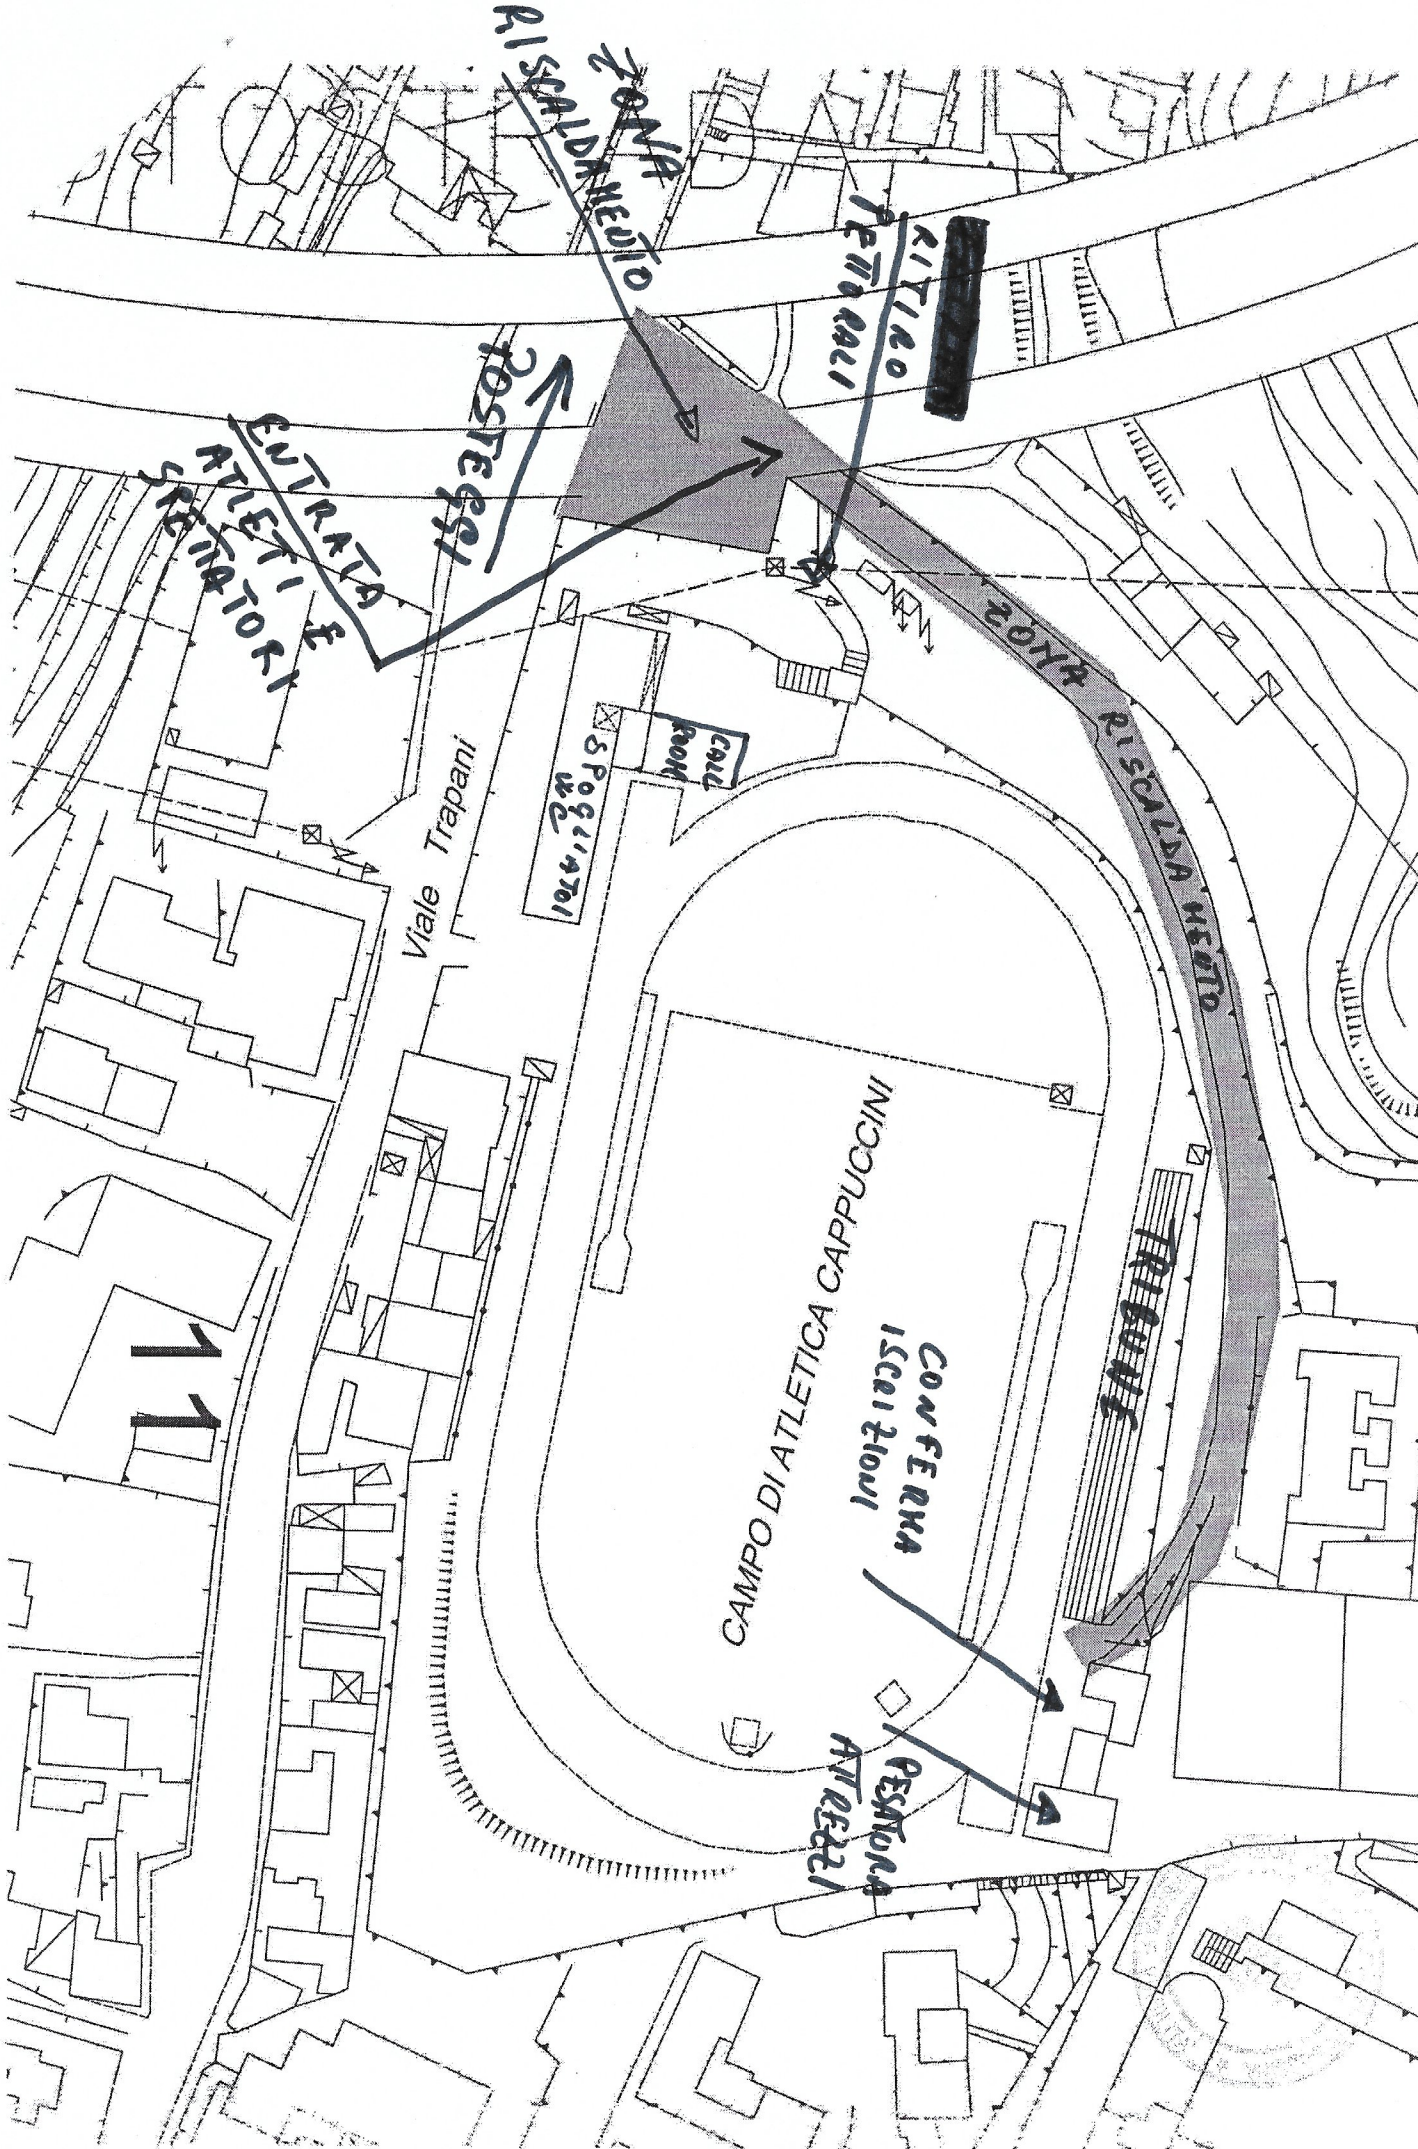 ZONA
RISCALDAMENTO
RITIRO
PETTORALI
POSTEGGI
ENTRATA
ATLETI E
SPETTATORI
ZONA RISCALDAMENTO
CALL
ROOM
SPOGLIATOI
WC
Viale Trapani
CAMPO DI ATLETICA CAPPUCCINI
TRIBUNE
CONFERMA
ISCRIZIONI
PESATURA
ATTREZZI
11